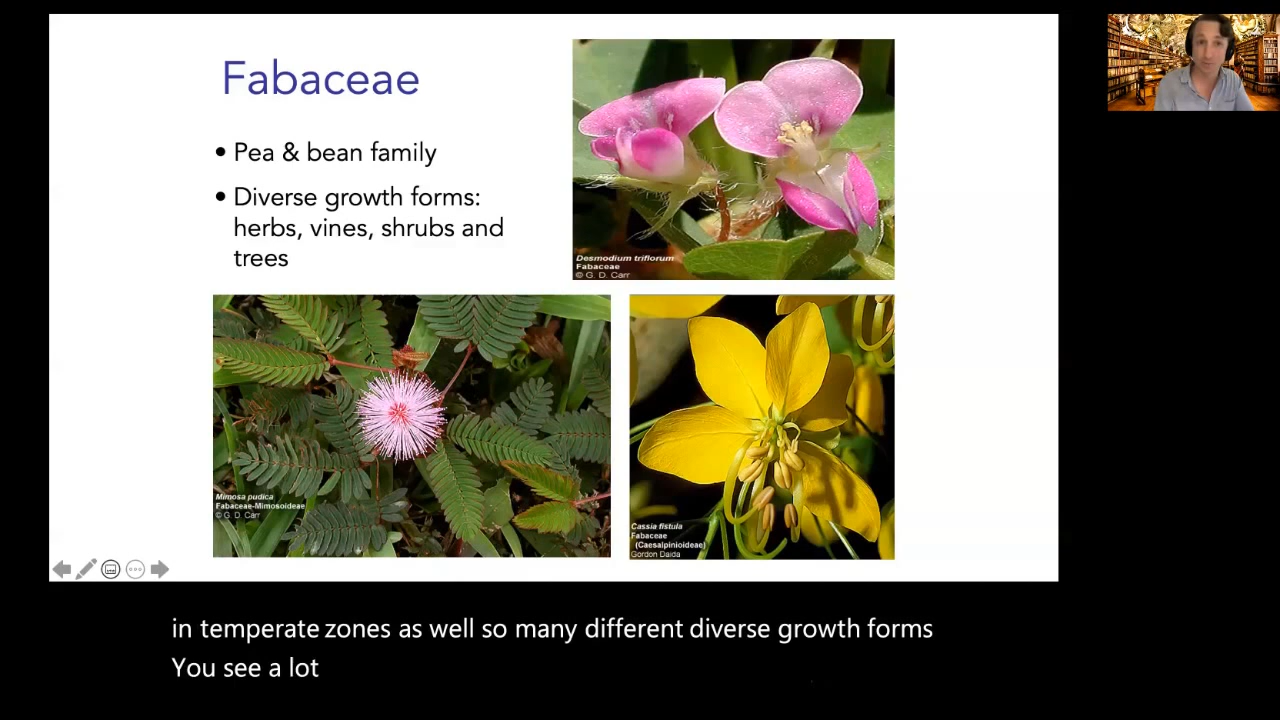 Fabaceae
• Pea & bean family
• Diverse growth forms:
herbs, vines, shrubs and
trees
Desmodium triflorum
Fabaceae
© G. D. Carr
Mimosa pudica
Fabaceae-Mimosoideae
© G. D. Carr
Cassia fistula
Fabaceae
(Caesalpinioideae)
Gordon Daida
in temperate zones as well so many different diverse growth forms
You see a lot